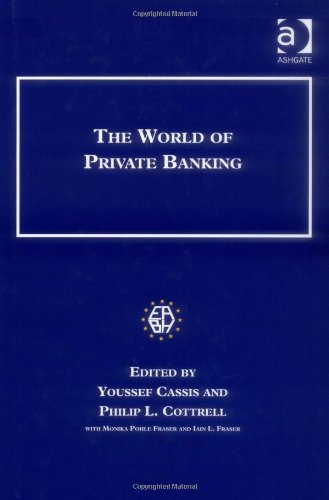 a
ASHGATE
THE WORLD OF
PRIVATE BANKING
EABH
EDITED BY
YOUSSEF CASSIS AND
PHILIP L. COTTRELL
WITH MONIKA POHLE FRASER AND IAIN L. FRASER